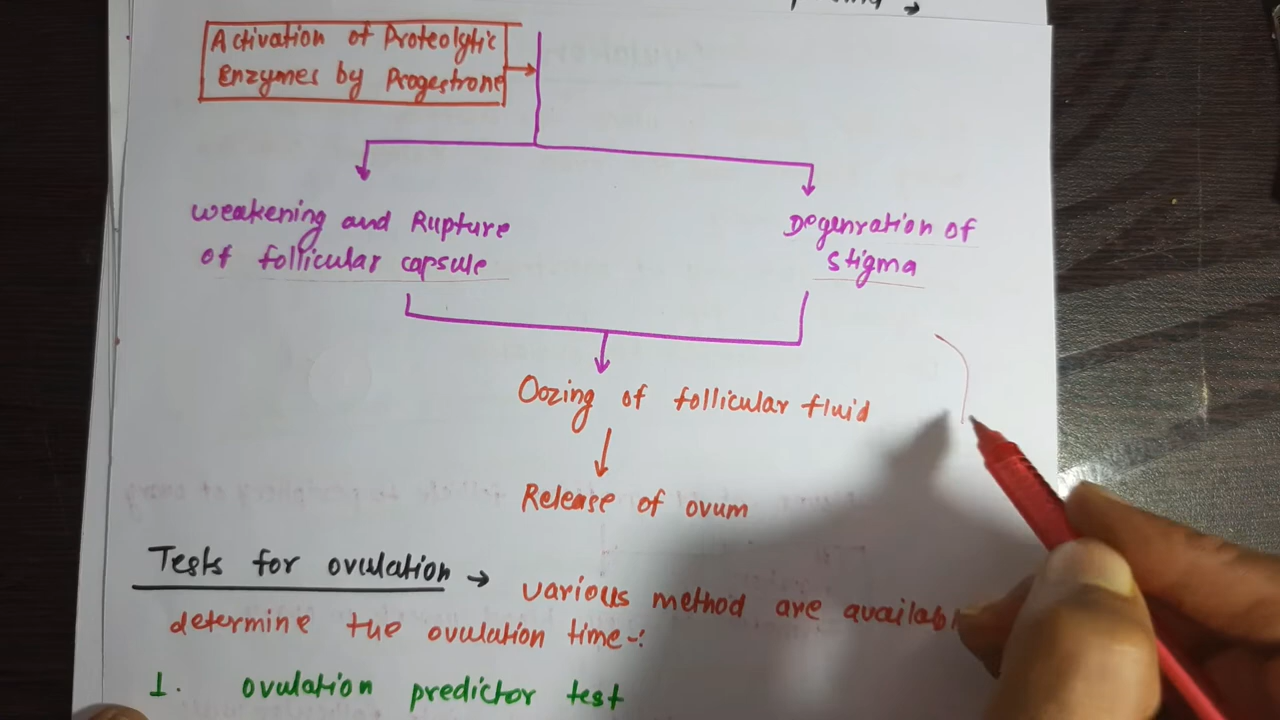 Activation of Proteolytic
Enzymes by Progestrone
weakening and Rupture
of follicular capsule
Degenration of
stigma
Oozing of follicular fluid
Release of ovum
Tests for ovulation → various method are availabl
determine the ovulation time-:
1. ovulation predictor test